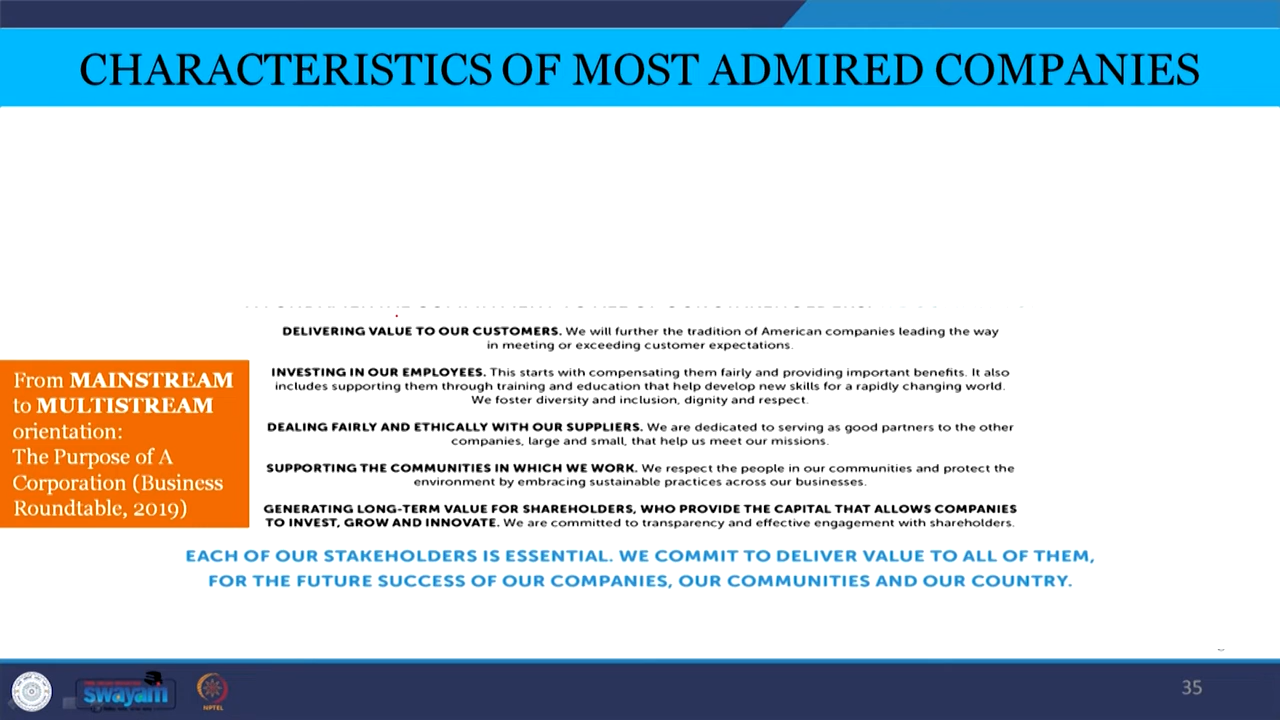 CHARACTERISTICS OF MOST ADMIRED COMPANIES
DELIVERING VALUE TO OUR CUSTOMERS. We will further the tradition of American companies leading the way
in meeting or exceeding customer expectations.
INVESTING IN OUR EMPLOYEES. This starts with compensating them fairly and providing important benefits. It also
includes supporting them through training and education that help develop new skills for a rapidly changing world.
We foster diversity and inclusion, dignity and respect.
DEALING FAIRLY AND ETHICALLY WITH OUR SUPPLIERS. We are dedicated to serving as good partners to the other
companies, large and small, that help us meet our missions.
SUPPORTING THE COMMUNITIES IN WHICH WE WORK. We respect the people in our communities and protect the
environment by embracing sustainable practices across our businesses.
GENERATING LONG-TERM VALUE FOR SHAREHOLDERS, WHO PROVIDE THE CAPITAL THAT ALLOWS COMPANIES
TO INVEST, GROW AND INNOVATE. We are committed to transparency and effective engagement with shareholders.
From MAINSTREAM
to MULTISTREAM
orientation:
The Purpose of A
Corporation (Business
Roundtable, 2019)
EACH OF OUR STAKEHOLDERS IS ESSENTIAL. WE COMMIT TO DELIVER VALUE TO ALL OF THEM,
FOR THE FUTURE SUCCESS OF OUR COMPANIES, OUR COMMUNITIES AND OUR COUNTRY.
swayam
NPTEL
35